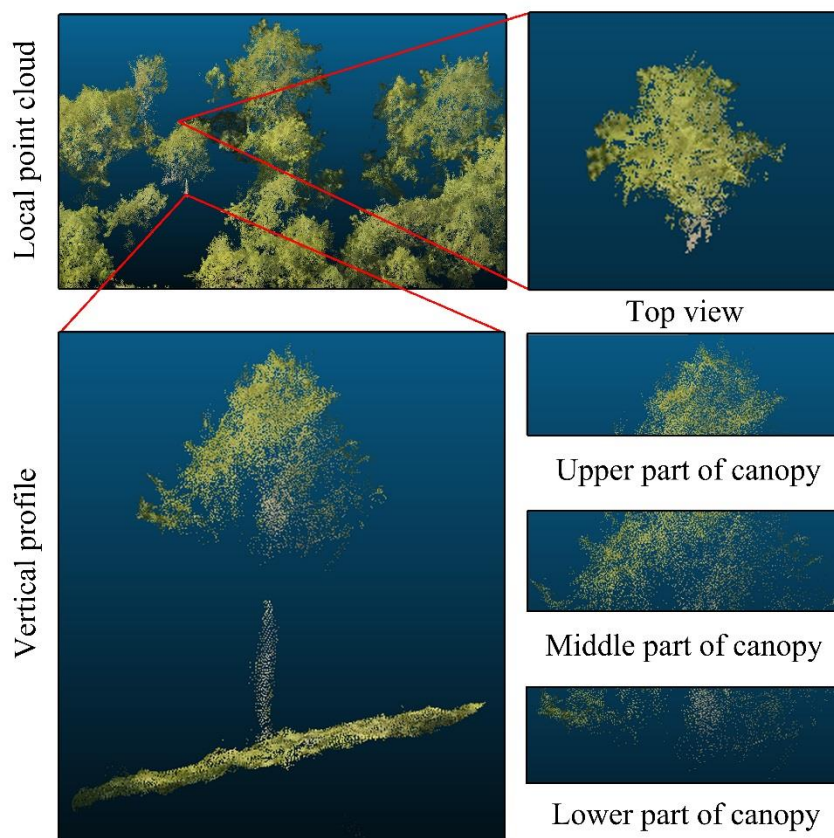 Local point cloud
Top view
Vertical profile
Upper part of canopy
Middle part of canopy
Lower part of canopy